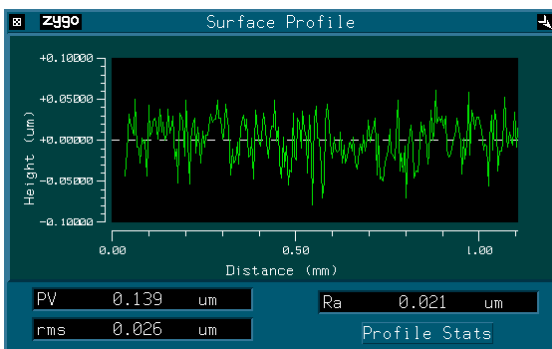 zygo Surface Profile
+0.10000
+0.05000
+0.00000
-0.05000
-0.10000
Height (um)
0.00 0.50 1.00
Distance (mm)
PV 0.139 um Ra 0.021 um
rms 0.026 um Profile Stats